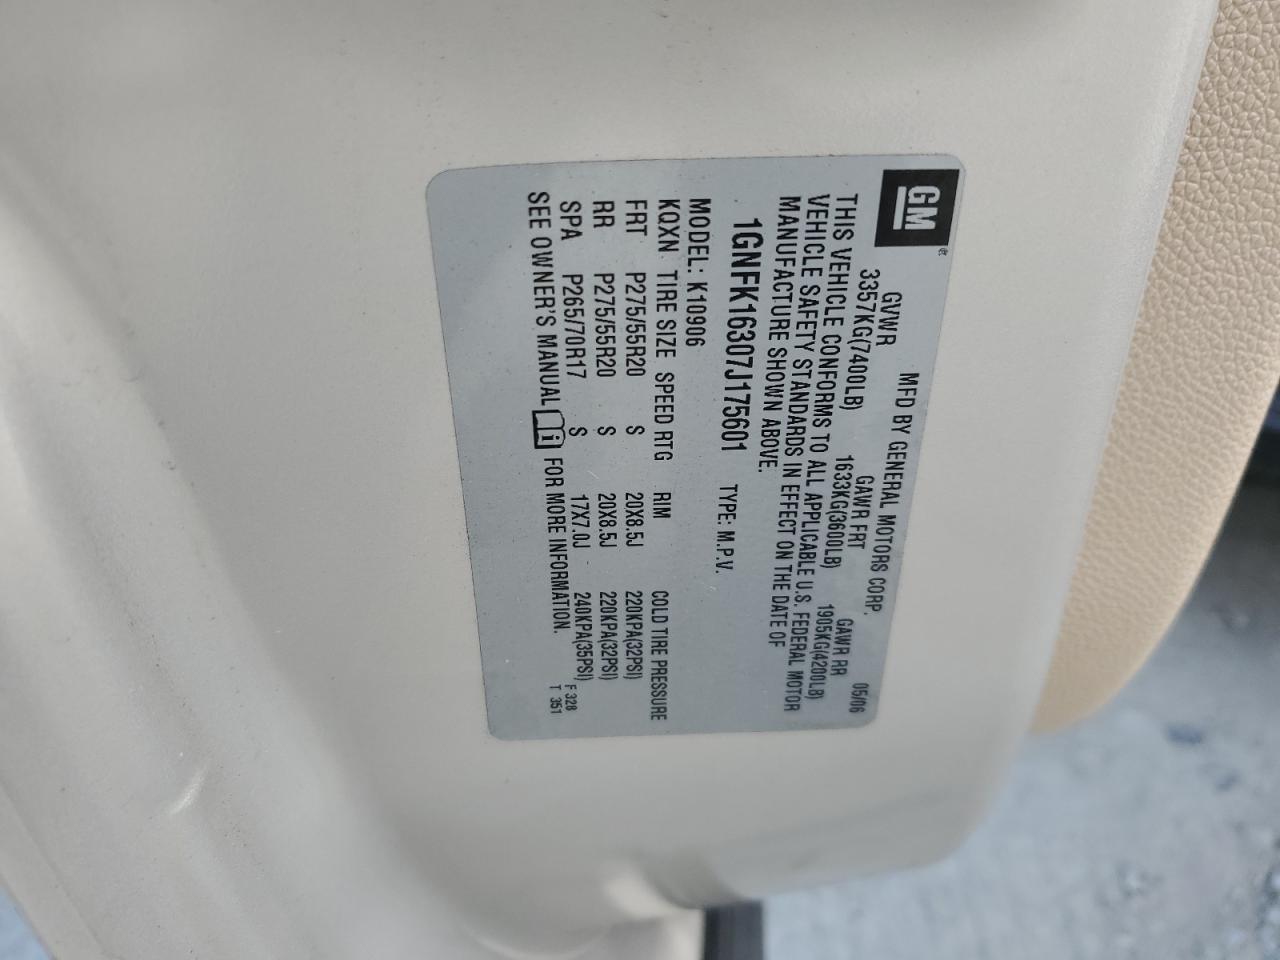 GM
MFD BY GENERAL MOTORS CORP. 05/06
GVWR GAWR FRT GAWR RR
3357KG(7400LB) 1633KG(3600LB) 1905KG(4200LB)
THIS VEHICLE CONFORMS TO ALL APPLICABLE U.S. FEDERAL MOTOR
VEHICLE SAFETY STANDARDS IN EFFECT ON THE DATE OF
MANUFACTURE SHOWN ABOVE.
1GNFK16307J175601 TYPE: M.P.V.
MODEL: K10906
KQXN TIRE SIZE SPEED RTG RIM COLD TIRE PRESSURE
FRT P275/55R20 S 20X8.5J 220KPA(32PSI)
RR P275/55R20 S 20X8.5J 220KPA(32PSI)
SPA P265/70R17 S 17X7.0J 240KPA(35PSI)
SEE OWNER'S MANUAL i FOR MORE INFORMATION.
F 328
T 351